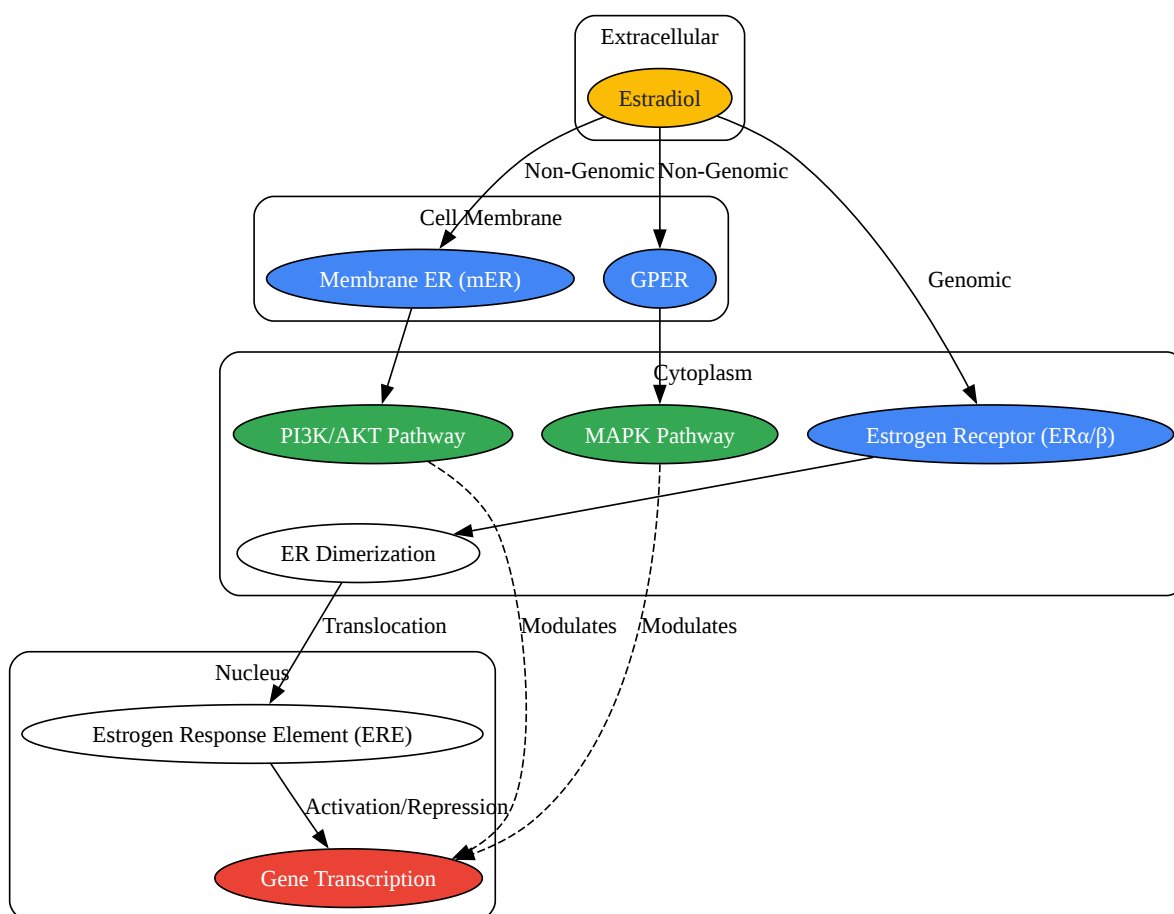 Extracellular
Estradiol
Non-Genomic
Non-Genomic
Cell Membrane
Membrane ER (mER)
GPER
Genomic
Cytoplasm
PI3K/AKT Pathway
MAPK Pathway
Estrogen Receptor (ERα/β)
ER Dimerization
Translocation
Modulates
Modulates
Nucleus
Estrogen Response Element (ERE)
Activation/Repression
Gene Transcription